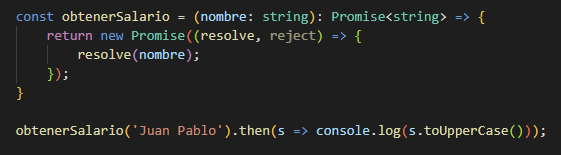 const obtenerSalario = (nombre: string): Promise<string> => {
    return new Promise((resolve, reject) => {
        resolve(nombre);
    });
}

obtenerSalario('Juan Pablo').then(s => console.log(s.toUpperCase()));